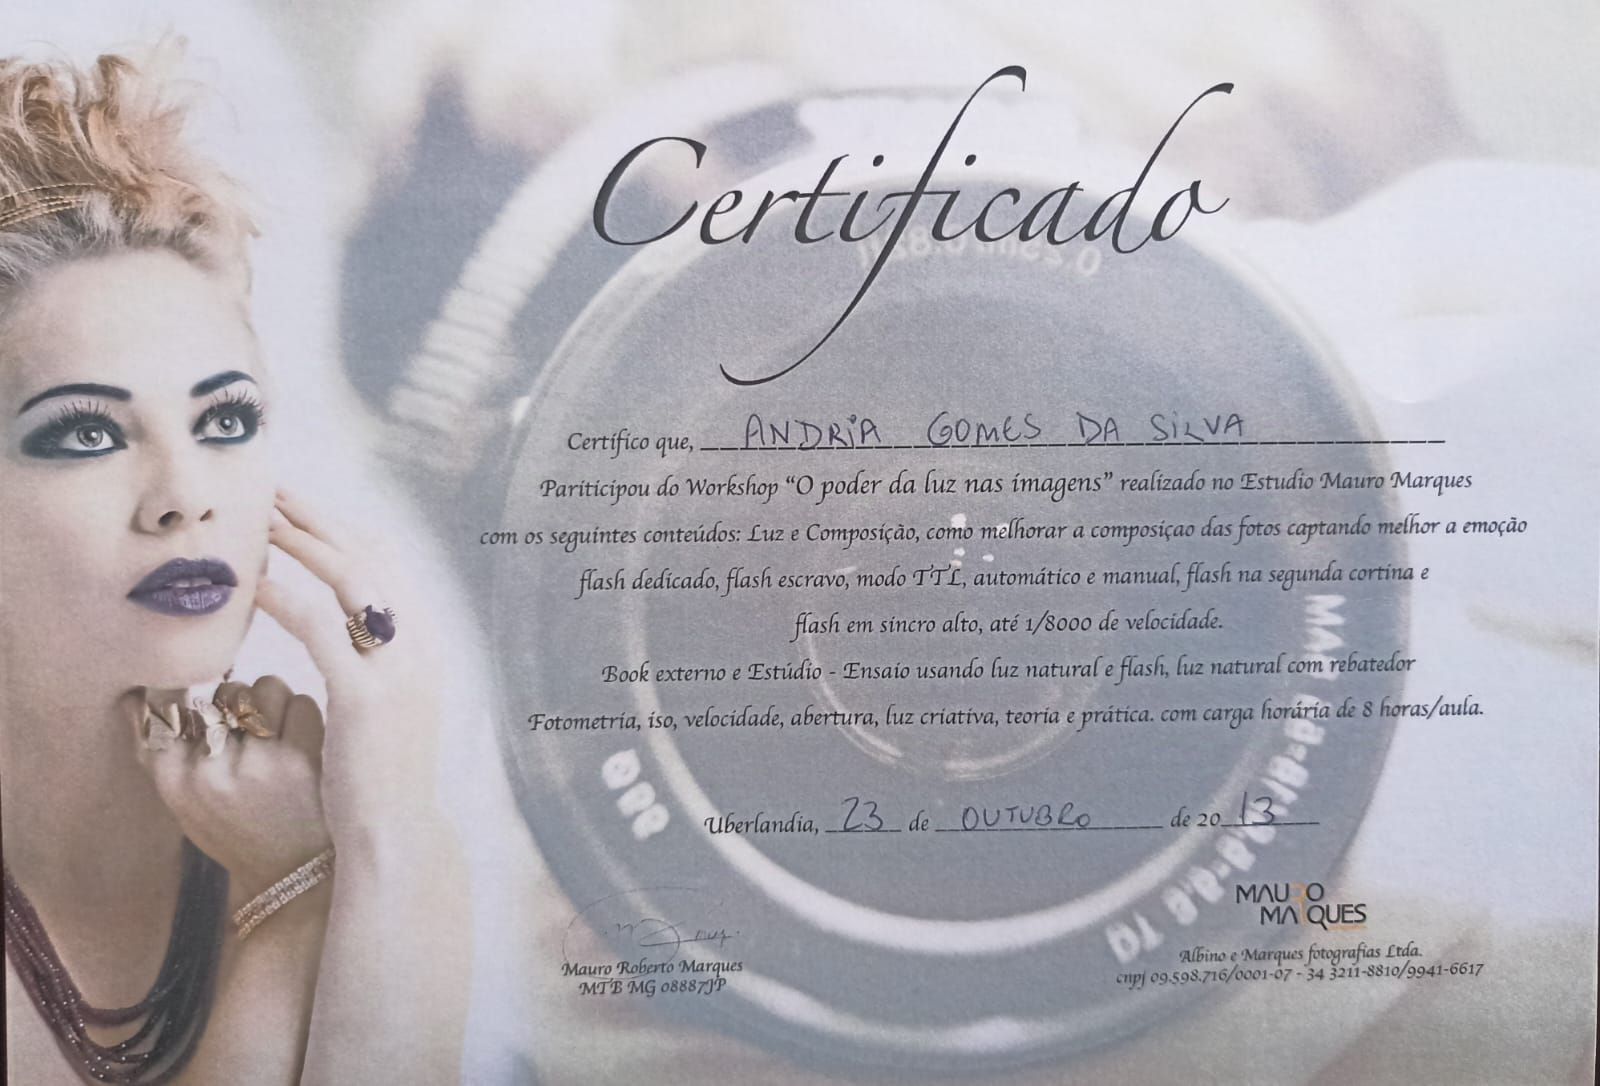 Certificado
Certifico que, ANDRIA GOMES DA SILVA
Pariticipou do Workshop “O poder da luz nas imagens” realizado no Estudio Mauro Marques
com os seguintes conteúdos: Luz e Composição, como melhorar a composiçao das fotos captando melhor a emoção
flash dedicado, flash escravo, modo TTL, automático e manual, flash na segunda cortina e
flash em sincro alto, até 1/8000 de velocidade.
Book externo e Estúdio - Ensaio usando luz natural e flash, luz natural com rebatedor
Fotometria, iso, velocidade, abertura, luz criativa, teoria e prática. com carga horária de 8 horas/aula.
Uberlandia, 23 de OUTUBRO de 2013
Mauro Roberto Marques
MTB MG 08887JP
MAURO
MARQUES
Albino e Marques fotografias Ltda.
cnpj 09.598.716/0001-07 - 34 3211-8810/9941-6617